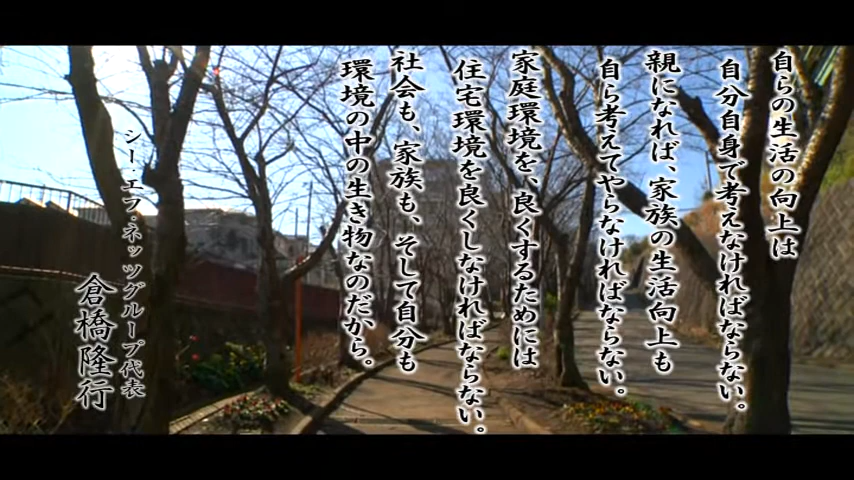 自らの生活の向上は
自分自身で考えなければならない。
親になれば、家族の生活向上も
自ら考えてやらなければならない。
家庭環境を、良くするためには
住宅環境を良くしなければならない。
社会も、家族も、そして自分も
環境の中の生き物なのだから。
シー・エフ・ネッツグループ代表
倉橋隆行